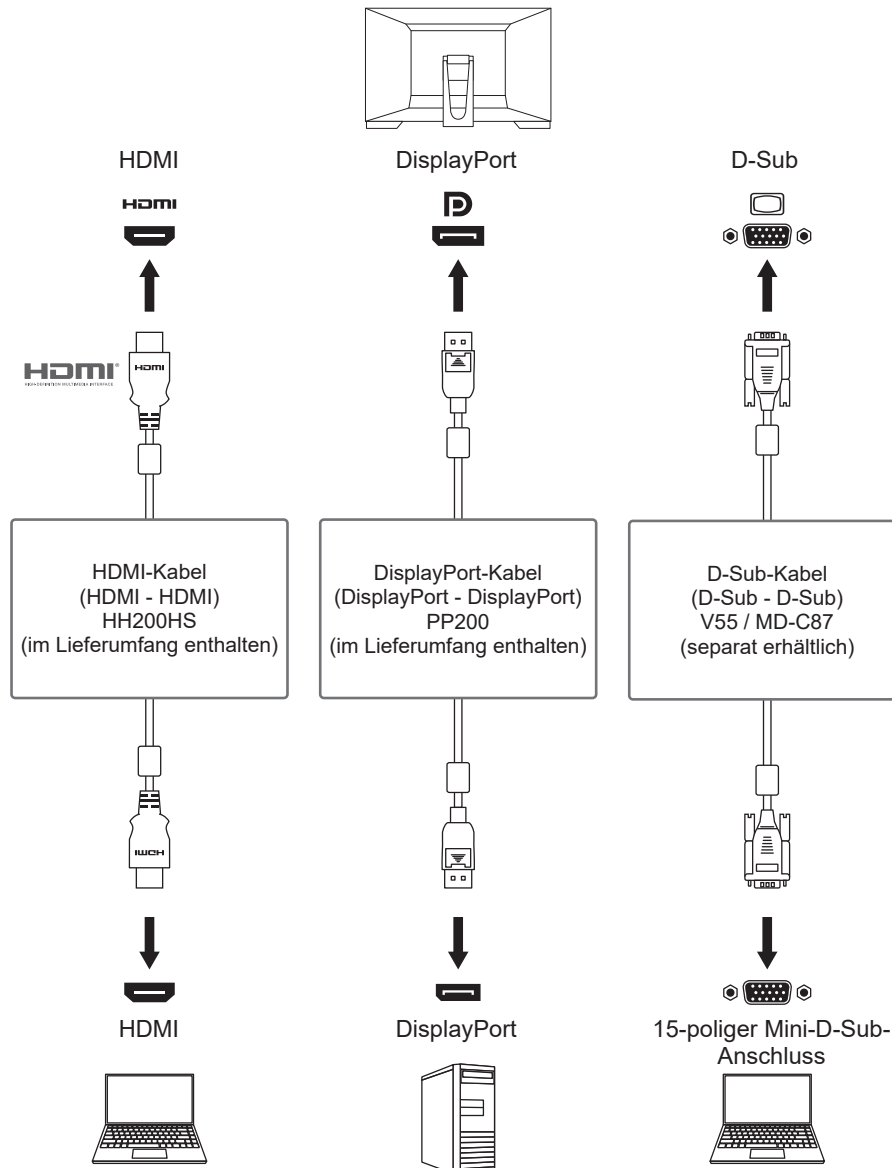 HDMI
DisplayPort
D-Sub
HDMI
HDMI
HIGH-DEFINITION MULTIMEDIA INTERFACE
HDMI
HDMI-Kabel
(HDMI - HDMI)
HH200HS
(im Lieferumfang enthalten)
DisplayPort-Kabel
(DisplayPort - DisplayPort)
PP200
(im Lieferumfang enthalten)
D-Sub-Kabel
(D-Sub - D-Sub)
V55 / MD-C87
(separat erhältlich)
HDMI
HDMI
DisplayPort
15-poliger Mini-D-Sub-
Anschluss